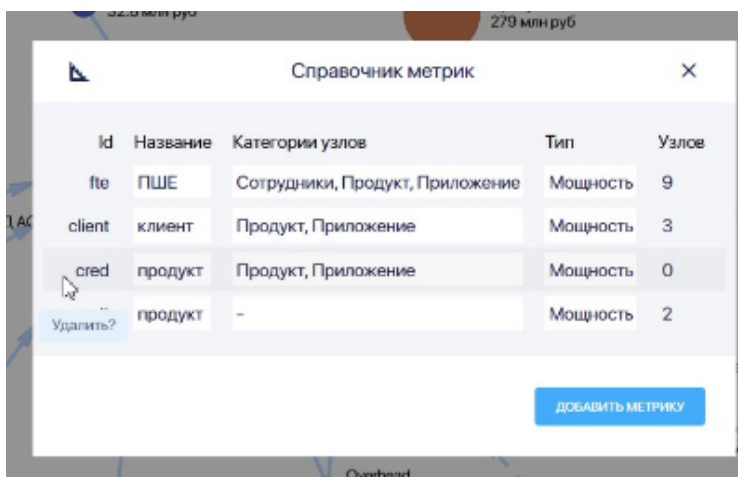 32.8 млн руб
279 млн руб
Справочник метрик
Id Название Категории узлов Тип Узлов
fte ПШЕ Сотрудники, Продукт, Приложение Мощность 9
client клиент Продукт, Приложение Мощность 3
cred продукт Продукт, Приложение Мощность 0
продукт - Мощность 2
Удалить?
ДОБАВИТЬ МЕТРИКУ
Overhead